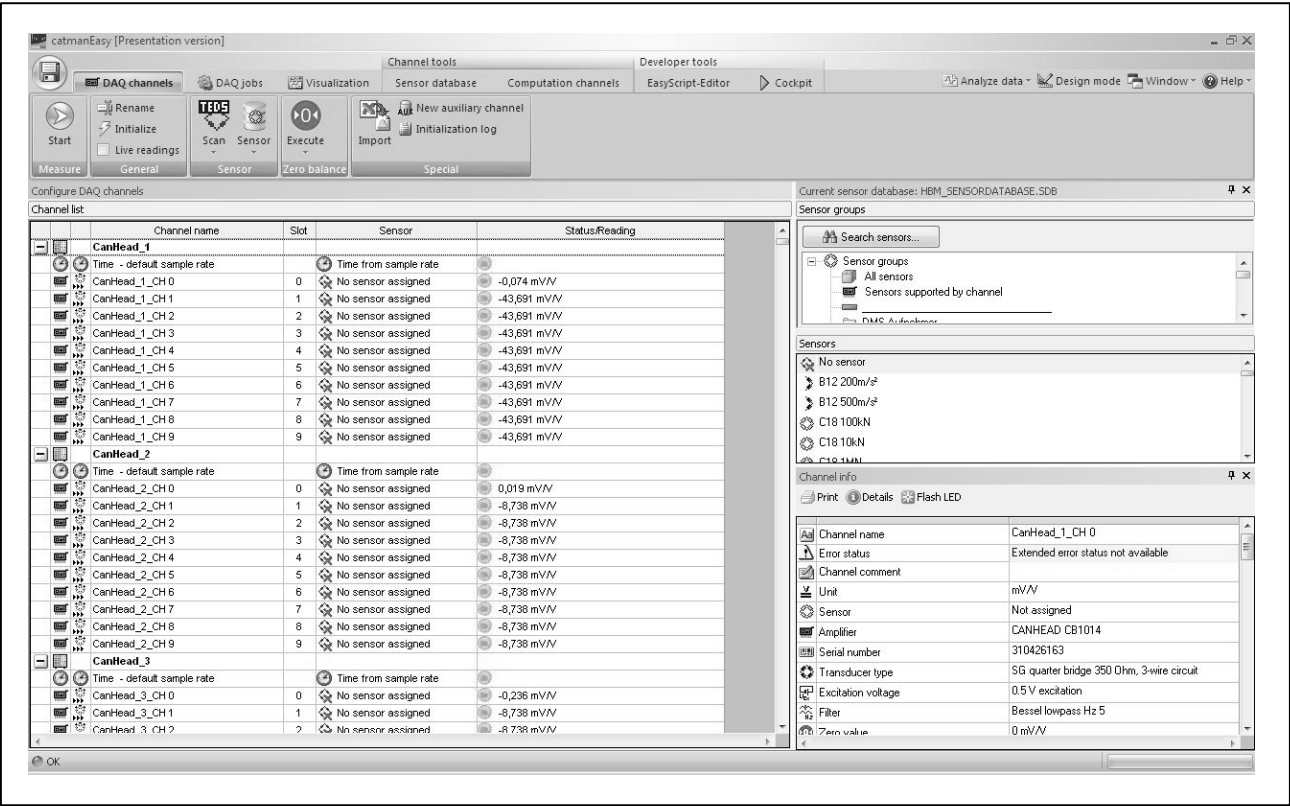 catmanEasy [Presentation version]
Channel tools Developer tools
DAQ channels DAQ jobs Visualization Sensor database Computation channels EasyScript-Editor Cockpit Analyze data Design mode Window Help
Start
Rename
Initialize
Live readings
TEDS
Scan Sensor
Execute
Import
AUX New auxiliary channel
Initialization log
Measure General Sensor Zero balance Special
Configure DAQ channels
Channel list
Channel name Slot Sensor Status/Reading
CanHead_1
Time - default sample rate Time from sample rate
CanHead_1_CH 0 0 No sensor assigned -0,074 mV/V
CanHead_1_CH 1 1 No sensor assigned -43,691 mV/V
CanHead_1_CH 2 2 No sensor assigned -43,691 mV/V
CanHead_1_CH 3 3 No sensor assigned -43,691 mV/V
CanHead_1_CH 4 4 No sensor assigned -43,691 mV/V
CanHead_1_CH 5 5 No sensor assigned -43,691 mV/V
CanHead_1_CH 6 6 No sensor assigned -43,691 mV/V
CanHead_1_CH 7 7 No sensor assigned -43,691 mV/V
CanHead_1_CH 8 8 No sensor assigned -43,691 mV/V
CanHead_1_CH 9 9 No sensor assigned -43,691 mV/V
CanHead_2
Time - default sample rate Time from sample rate
CanHead_2_CH 0 0 No sensor assigned 0,019 mV/V
CanHead_2_CH 1 1 No sensor assigned -8,738 mV/V
CanHead_2_CH 2 2 No sensor assigned -8,738 mV/V
CanHead_2_CH 3 3 No sensor assigned -8,738 mV/V
CanHead_2_CH 4 4 No sensor assigned -8,738 mV/V
CanHead_2_CH 5 5 No sensor assigned -8,738 mV/V
CanHead_2_CH 6 6 No sensor assigned -8,738 mV/V
CanHead_2_CH 7 7 No sensor assigned -8,738 mV/V
CanHead_2_CH 8 8 No sensor assigned -8,738 mV/V
CanHead_2_CH 9 9 No sensor assigned -8,738 mV/V
CanHead_3
Time - default sample rate Time from sample rate
CanHead_3_CH 0 0 No sensor assigned -0,236 mV/V
CanHead_3_CH 1 1 No sensor assigned -8,738 mV/V
CanHead_3_CH 2 2 No sensor assigned -8,738 mV/V
Current sensor database: HBM_SENSORDATABASE.SDB
Sensor groups
Search sensors...
Sensor groups
All sensors
Sensors supported by channel
DMS Aufnehmer
Sensors
No sensor
B12 200m/s²
B12 500m/s²
C18 100kN
C18 10kN
C18 1MN
Channel info
Print Details Flash LED
Channel name CanHead_1_CH 0
Error status Extended error status not available
Channel comment
Unit mV/V
Sensor Not assigned
Amplifier CANHEAD CB1014
Serial number 310426163
Transducer type SG quarter bridge 350 Ohm, 3-wire circuit
Excitation voltage 0.5 V excitation
Filter Bessel lowpass Hz 5
Zero value 0 mV/V
OK